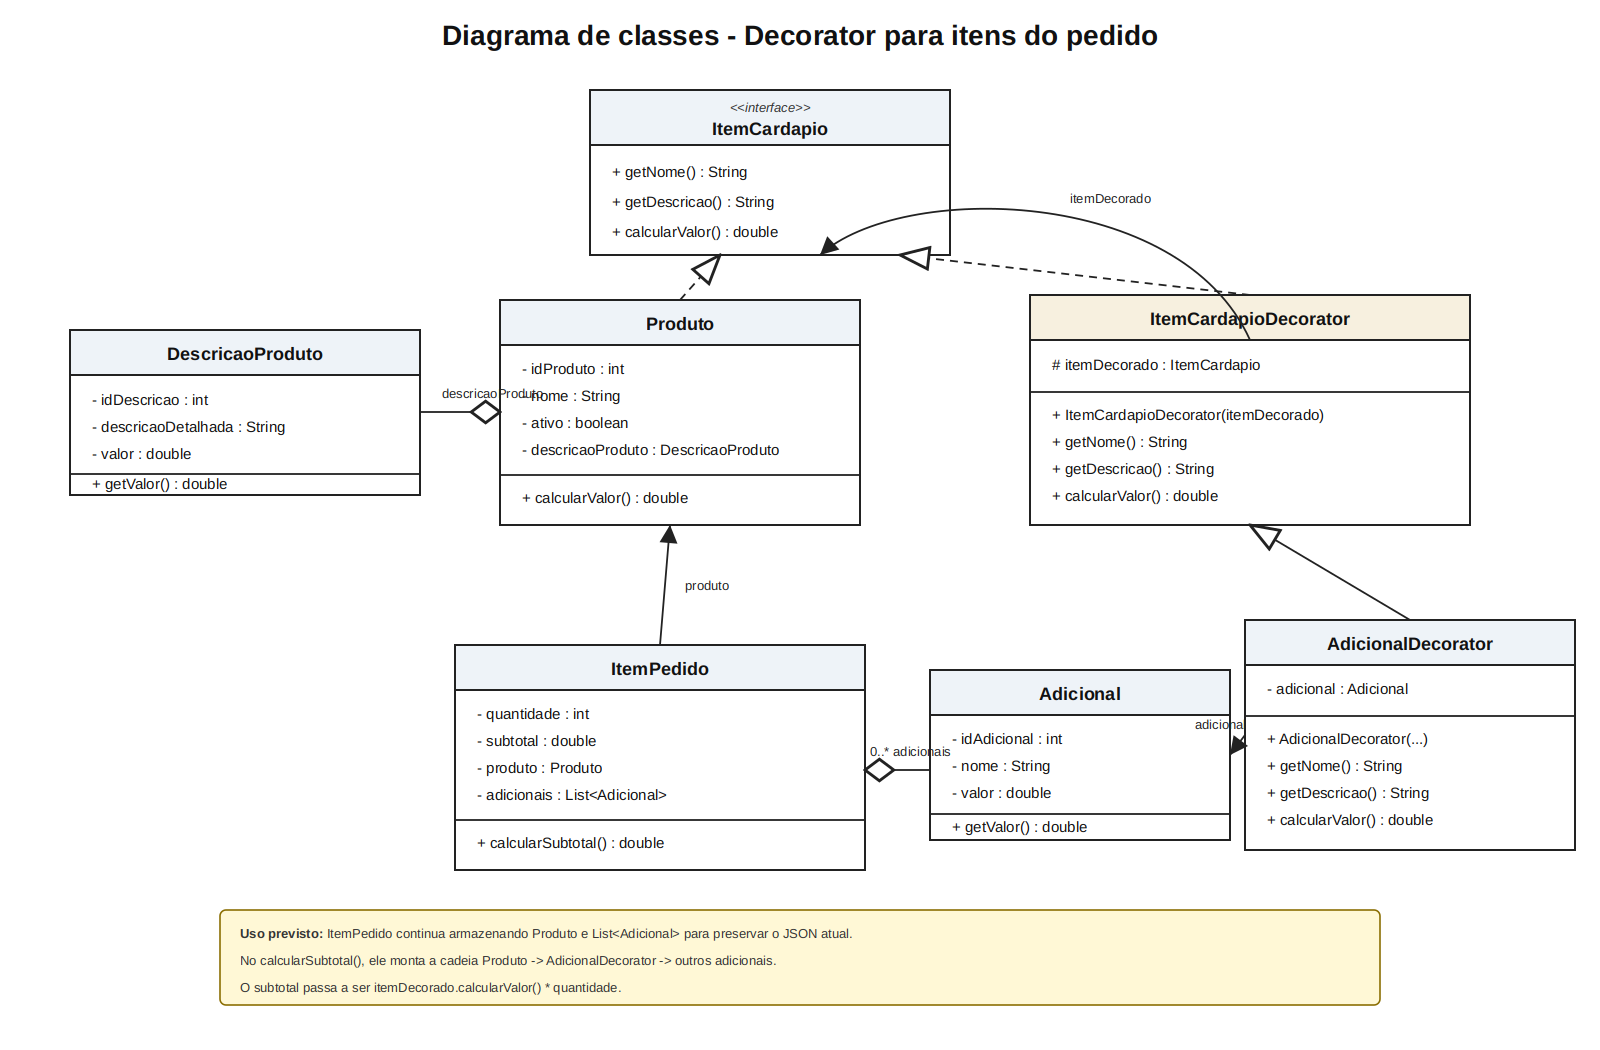 Diagrama de classes - Decorator para itens do pedido
<<interface>>
ItemCardapio
+ getNome() : String
+ getDescricao() : String
+ calcularValor() : double
itemDecorado
Produto
- idProduto : int
- nome : String
- ativo : boolean
- descricaoProduto : DescricaoProduto
+ calcularValor() : double
DescricaoProduto
- idDescricao : int
- descricaoDetalhada : String
- valor : double
+ getValor() : double
descricaoProduto
ItemCardapioDecorator
# itemDecorado : ItemCardapio
+ ItemCardapioDecorator(itemDecorado)
+ getNome() : String
+ getDescricao() : String
+ calcularValor() : double
produto
ItemPedido
- quantidade : int
- subtotal : double
- produto : Produto
- adicionais : List<Adicional>
+ calcularSubtotal() : double
0..* adicionais
Adicional
- idAdicional : int
- nome : String
- valor : double
+ getValor() : double
adicional
AdicionalDecorator
- adicional : Adicional
+ AdicionalDecorator(...)
+ getNome() : String
+ getDescricao() : String
+ calcularValor() : double
Uso previsto: ItemPedido continua armazenando Produto e List<Adicional> para preservar o JSON atual.
No calcularSubtotal(), ele monta a cadeia Produto -> AdicionalDecorator -> outros adicionais.
O subtotal passa a ser itemDecorado.calcularValor() * quantidade.